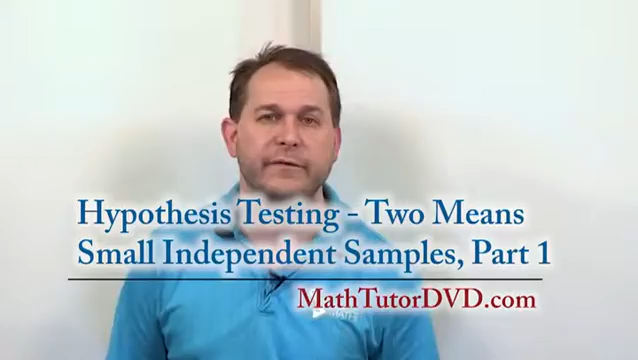 Hypothesis Testing - Two Means
Small Independent Samples, Part 1
MathTutorDVD.com